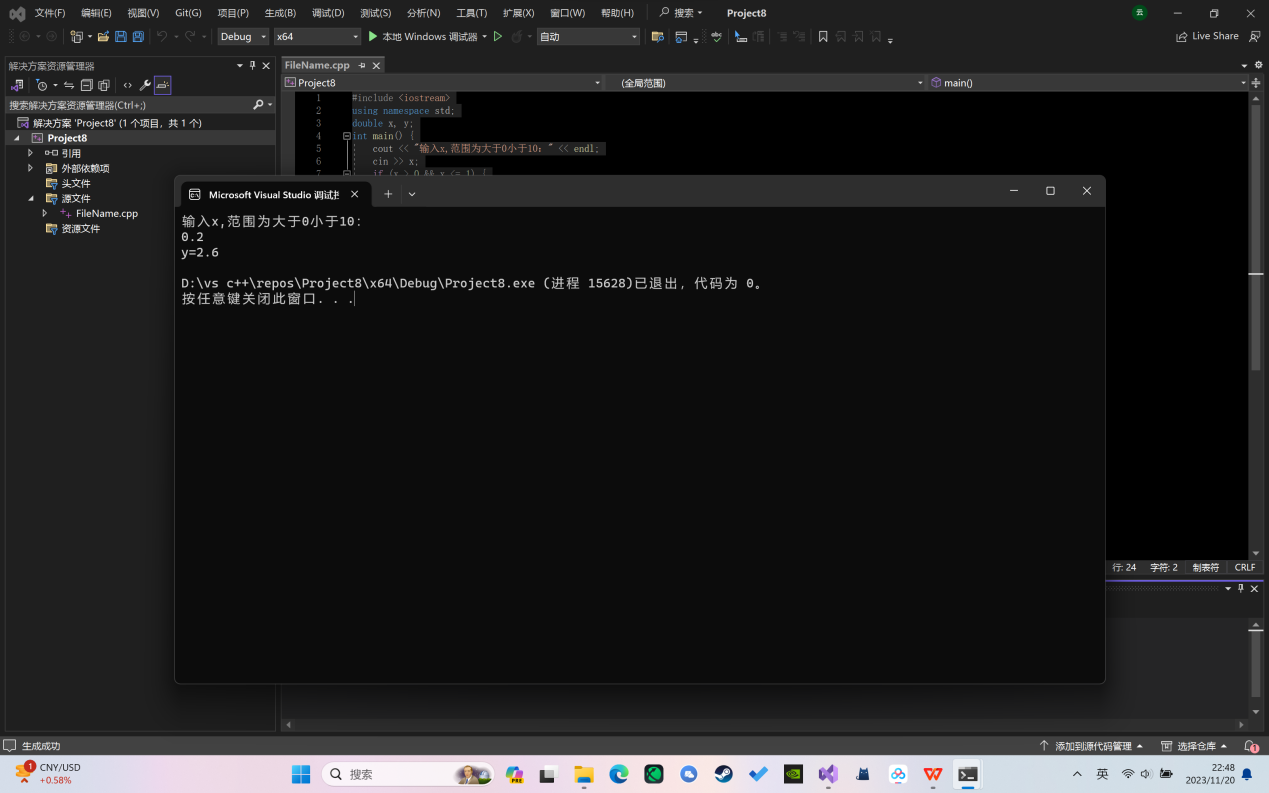 文件(F) 编辑(E) 视图(V) Git(G) 项目(P) 生成(B) 调试(D) 测试(S) 分析(N) 工具(T) 扩展(X) 窗口(W) 帮助(H) 搜索 Project8 云
Debug x64 本地 Windows 调试器 自动 Live Share
解决方案资源管理器
搜索解决方案资源管理器(Ctrl+;)
解决方案 'Project8' (1 个项目, 共 1 个)
Project8
引用
外部依赖项
头文件
源文件
FileName.cpp
资源文件
FileName.cpp
Project8 (全局范围) main()
1 #include <iostream>
2 using namespace std;
3 double x, y;
4 int main() {
5 cout << "输入x,范围为大于0小于10：" << endl;
6 cin >> x;
7 if (x > 0 && x <= 1) {
Microsoft Visual Studio 调试
输入x,范围为大于0小于10：
0.2
y=2.6
D:\vs c++\repos\Project8\x64\Debug\Project8.exe (进程 15628)已退出，代码为 0。
按任意键关闭此窗口. . .
行: 24 字符: 2 制表符 CRLF
生成成功 添加到源代码管理 选择仓库 1
1 CNY/USD
+0.58%
搜索
PRE
英
22:48
2023/11/20